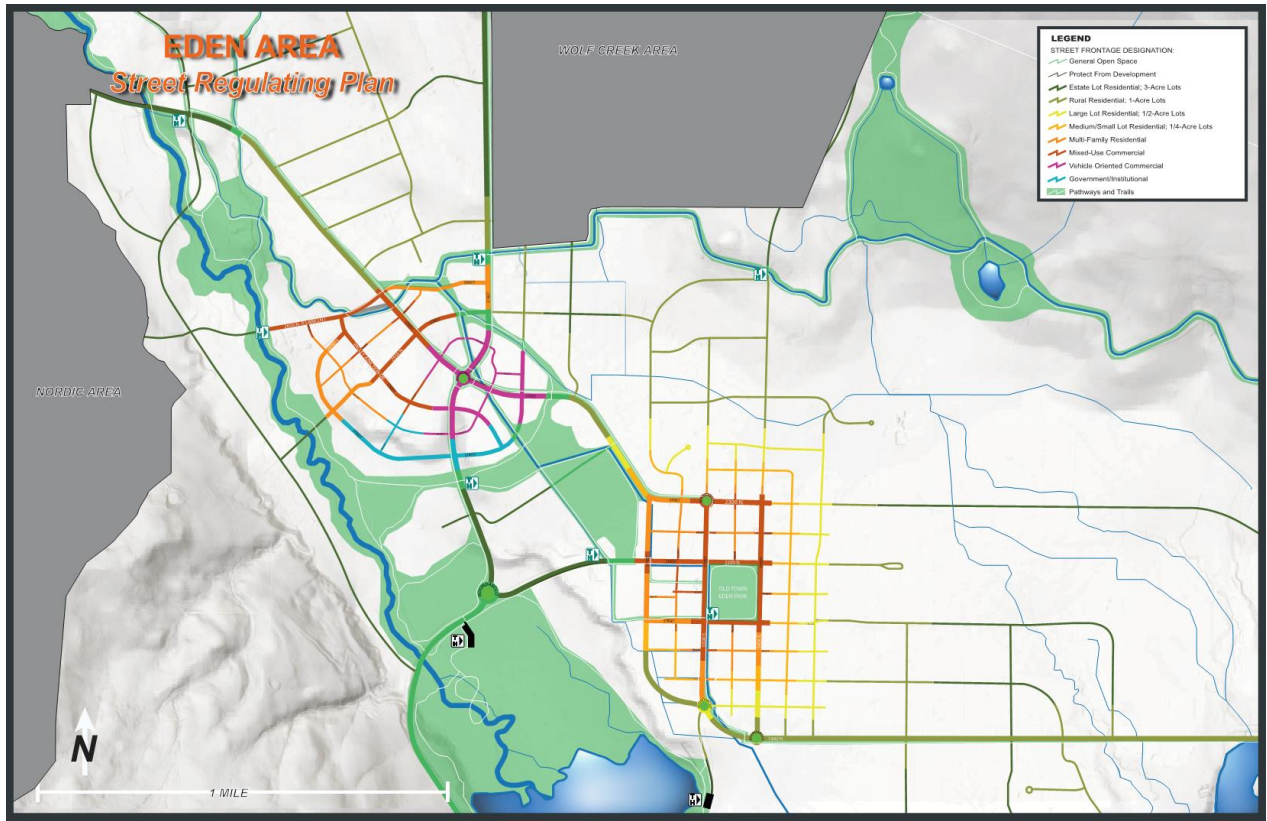 EDEN AREA
Street Regulating Plan
WOLF CREEK AREA
LEGEND
STREET FRONTAGE DESIGNATION:
General Open Space
Protect From Development
Estate Lot Residential; 3-Acre Lots
Rural Residential; 1-Acre Lots
Large Lot Residential; 1/2-Acre Lots
Medium/Small Lot Residential; 1/4-Acre Lots
Multi-Family Residential
Mixed-Use Commercial
Vehicle Oriented Commercial
Government/Institutional
Pathways and Trails
NORDIC AREA
OLD TOWN
EDEN PARK
N
1 MILE